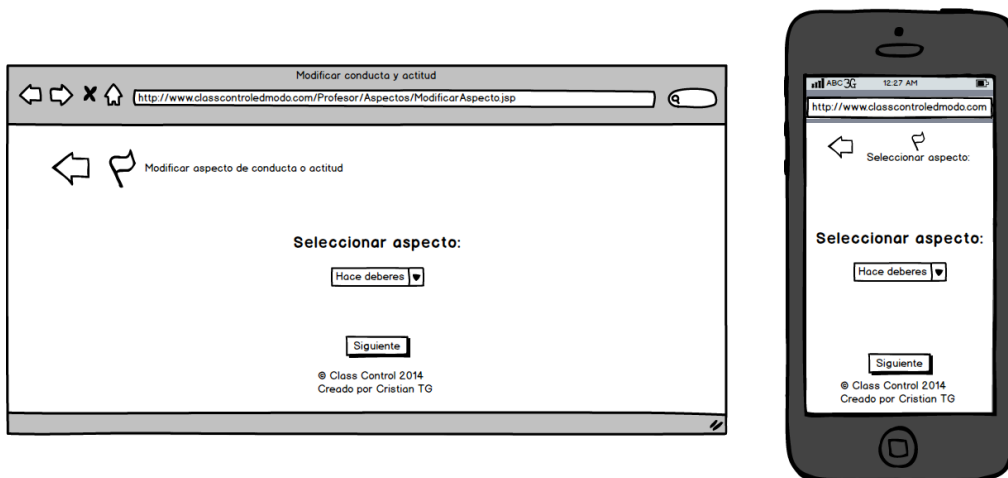 Modificar conducta y actitud
http://www.classcontroledmodo.com/Profesor/Aspectos/ModificarAspecto.jsp
Modificar aspecto de conducta o actitud
Seleccionar aspecto:
Hace deberes
Siguiente
© Class Control 2014
Creado por Cristian TG
ABC 3G 12:27 AM
http://www.classcontroledmodo.com
Seleccionar aspecto:
Seleccionar aspecto:
Hace deberes
Siguiente
© Class Control 2014
Creado por Cristian TG